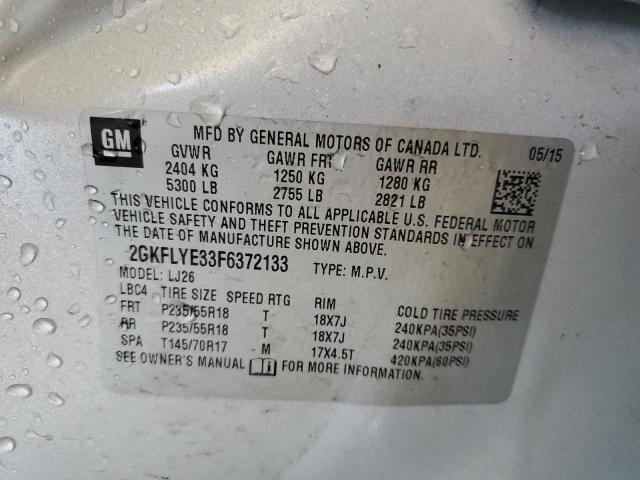 GM
MFD BY GENERAL MOTORS OF CANADA LTD. 05/15
GVWR GAWR FRT GAWR RR
2404 KG 1250 KG 1280 KG
5300 LB 2755 LB 2821 LB
THIS VEHICLE CONFORMS TO ALL APPLICABLE U.S. FEDERAL MOTOR
VEHICLE SAFETY AND THEFT PREVENTION STANDARDS IN EFFECT ON
THE DATE OF MANUFACTURE SHOWN ABOVE.
2GKFLYE33F6372133 TYPE: M.P.V.
MODEL: LJ26
LBC4 TIRE SIZE SPEED RTG RIM COLD TIRE PRESSURE
FRT P235/55R18 T 18X7J 240KPA(35PSI)
RR P235/55R18 T 18X7J 240KPA(35PSI)
SPA T145/70R17 M 17X4.5T 420KPA(60PSI)
SEE OWNER'S MANUAL FOR MORE INFORMATION.